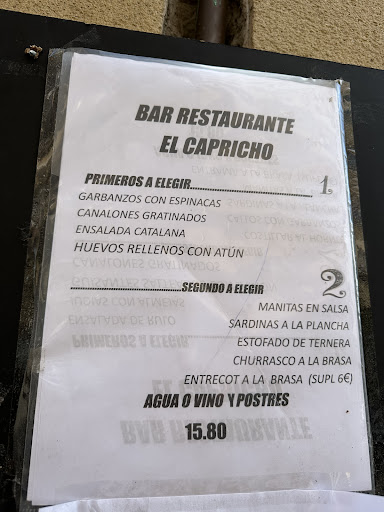 BAR RESTAURANTE
EL CAPRICHO
PRIMEROS A ELEGIR............................... 1.
GARBANZOS CON ESPINACAS
CANALONES GRATINADOS
ENSALADA CATALANA
HUEVOS RELLENOS CON ATÚN
...........................SEGUNDO A ELEGIR 2
MANITAS EN SALSA
SARDINAS A LA PLANCHA
ESTOFADO DE TERNERA
CHURRASCO A LA BRASA
ENTRECOT A LA BRASA (SUPL 6€)
AGUA O VINO Y POSTRES
15.80